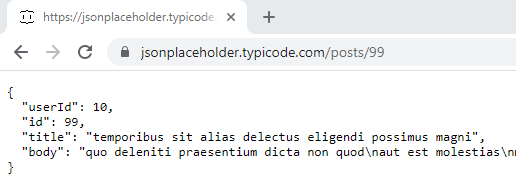 https://jsonplaceholder.typicode.
jsonplaceholder.typicode.com/posts/99
{
"userId": 10,
"id": 99,
"title": "temporibus sit alias delectus eligendi possimus magni",
"body": "quo deleniti praesentium dicta non quod\naut est molestias\n
}